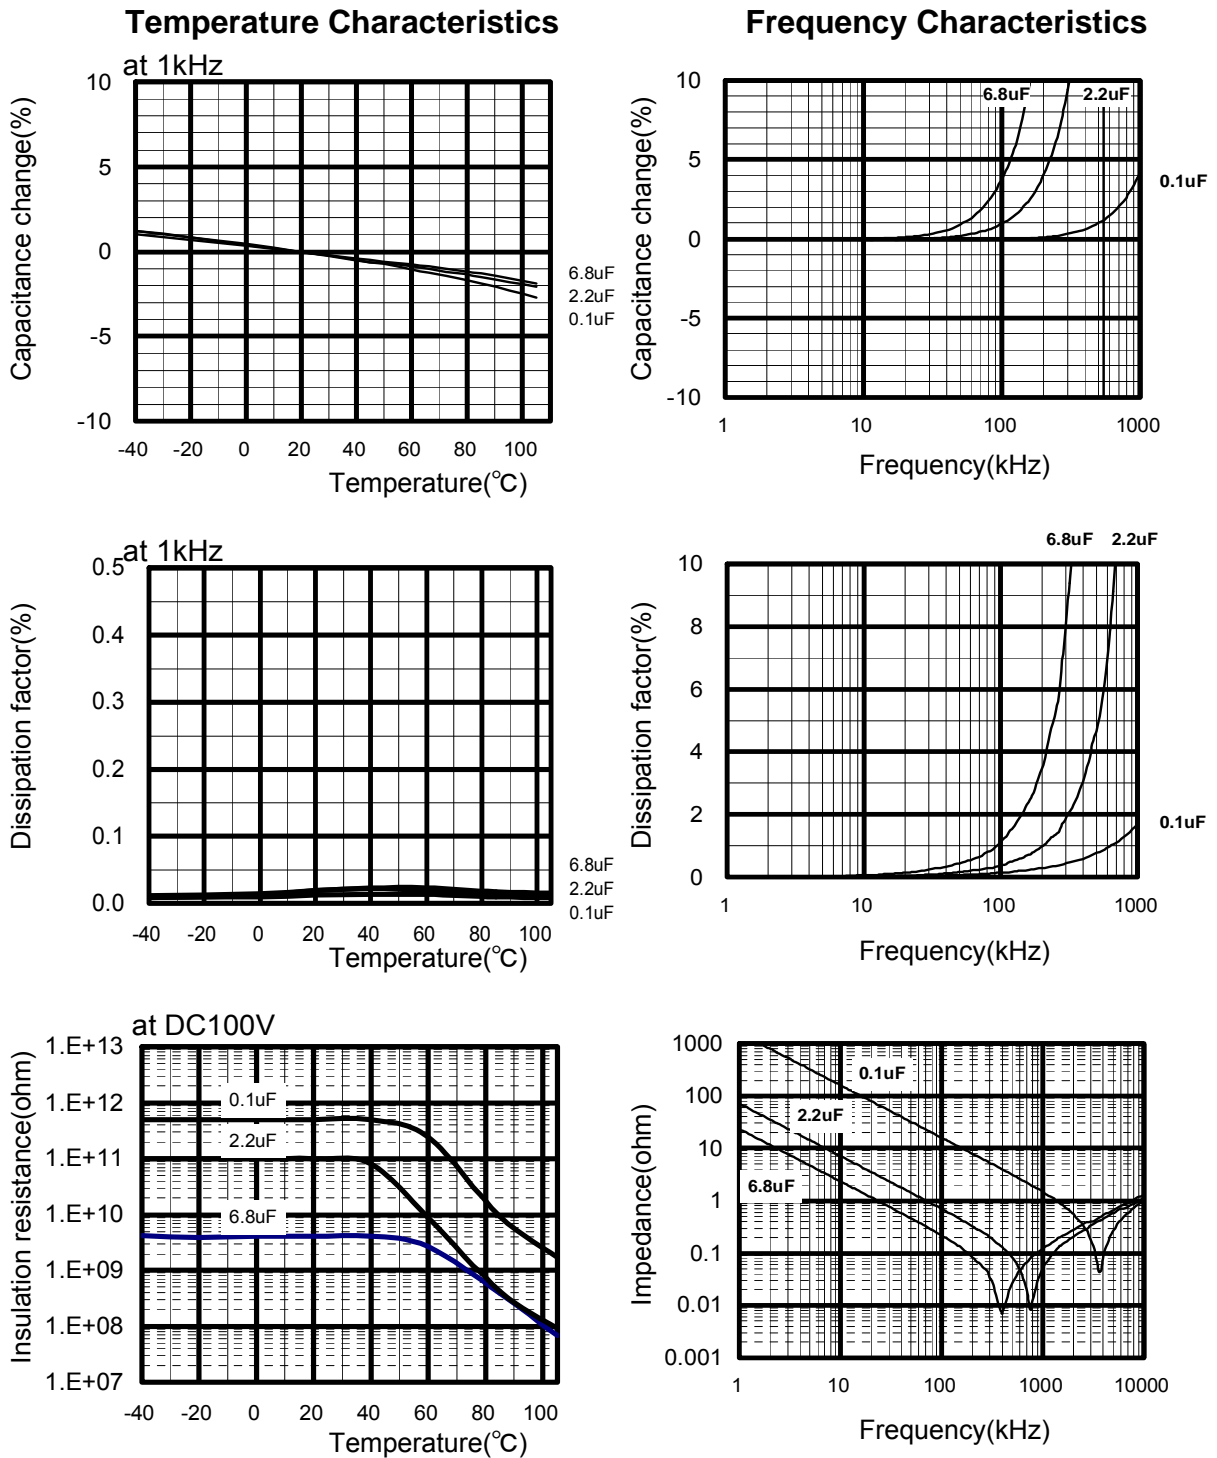 Temperature Characteristics
Frequency Characteristics
at 1kHz
Capacitance change(%)
10
5
0
-5
-10
-40 -20 0 20 40 60 80 100
Temperature(℃)
6.8uF
2.2uF
0.1uF
Capacitance change(%)
10
5
0
-5
-10
1 10 100 1000
Frequency(kHz)
6.8uF 2.2uF
0.1uF
at 1kHz
Dissipation factor(%)
0.5
0.4
0.3
0.2
0.1
0.0
-40 -20 0 20 40 60 80 100
Temperature(℃)
6.8uF
2.2uF
0.1uF
Dissipation factor(%)
6.8uF 2.2uF
10
8
6
4
2
0
0.1uF
1 10 100 1000
Frequency(kHz)
at DC100V
Insulation resistance(ohm)
1.E+13
1.E+12
1.E+11
1.E+10
1.E+09
1.E+08
1.E+07
0.1uF
2.2uF
6.8uF
-40 -20 0 20 40 60 80 100
Temperature(℃)
Impedance(ohm)
1000
100
10
1
0.1
0.01
0.001
0.1uF
2.2uF
6.8uF
1 10 100 1000 10000
Frequency(kHz)